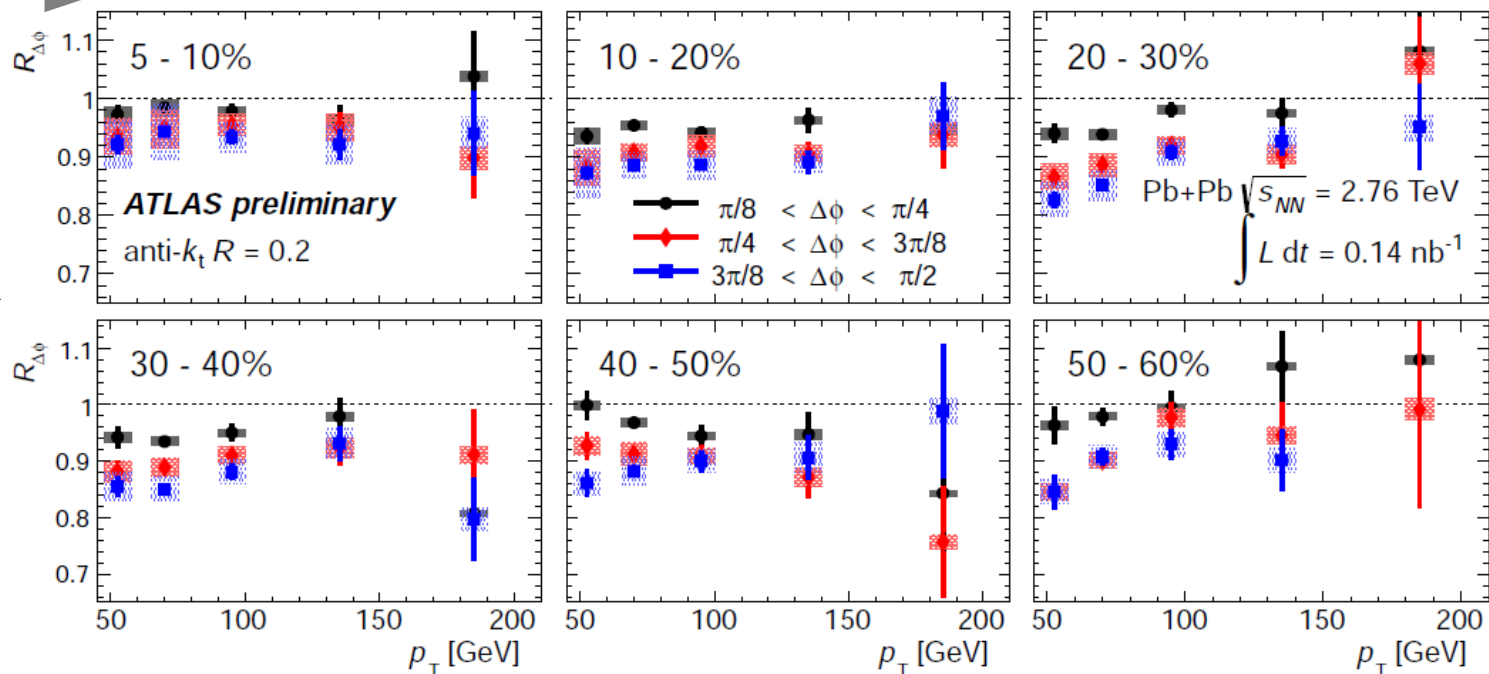 R_Δφ
1.1
1
0.9
0.8
0.7
5 - 10%
ATLAS preliminary
anti-k_t R = 0.2
10 - 20%
π/8 < Δφ < π/4
π/4 < Δφ < 3π/8
3π/8 < Δφ < π/2
20 - 30%
Pb+Pb √s_NN = 2.76 TeV
∫ L dt = 0.14 nb⁻¹
R_Δφ
1.1
1
0.9
0.8
0.7
30 - 40%
40 - 50%
50 - 60%
50 100 150 200 50 100 150 200 50 100 150 200
p_T [GeV] p_T [GeV] p_T [GeV]